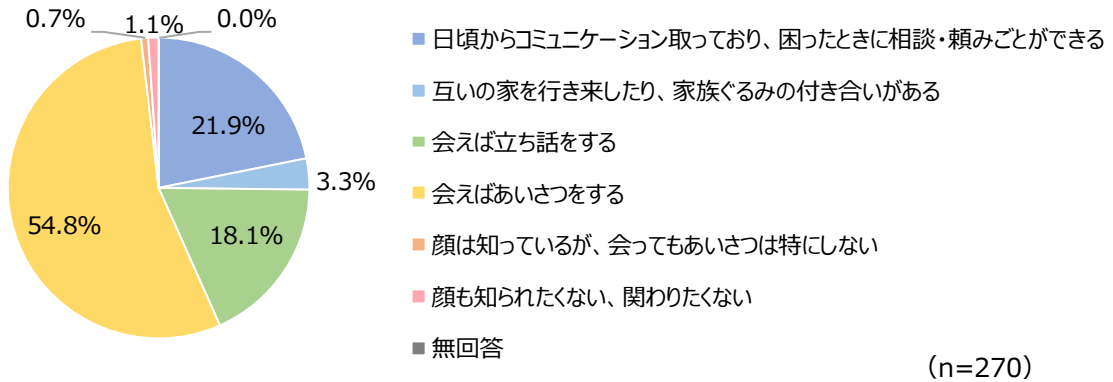 0.7%
1.1%
0.0%
21.9%
3.3%
18.1%
54.8%
日頃からコミュニケーション取っており、困ったときに相談・頼みごとができる
互いの家を行き来したり、家族ぐるみの付き合いがある
会えば立ち話をする
会えばあいさつをする
顔は知っているが、会ってもあいさつは特にしない
顔も知られたくない、関わりたくない
無回答
（n=270）